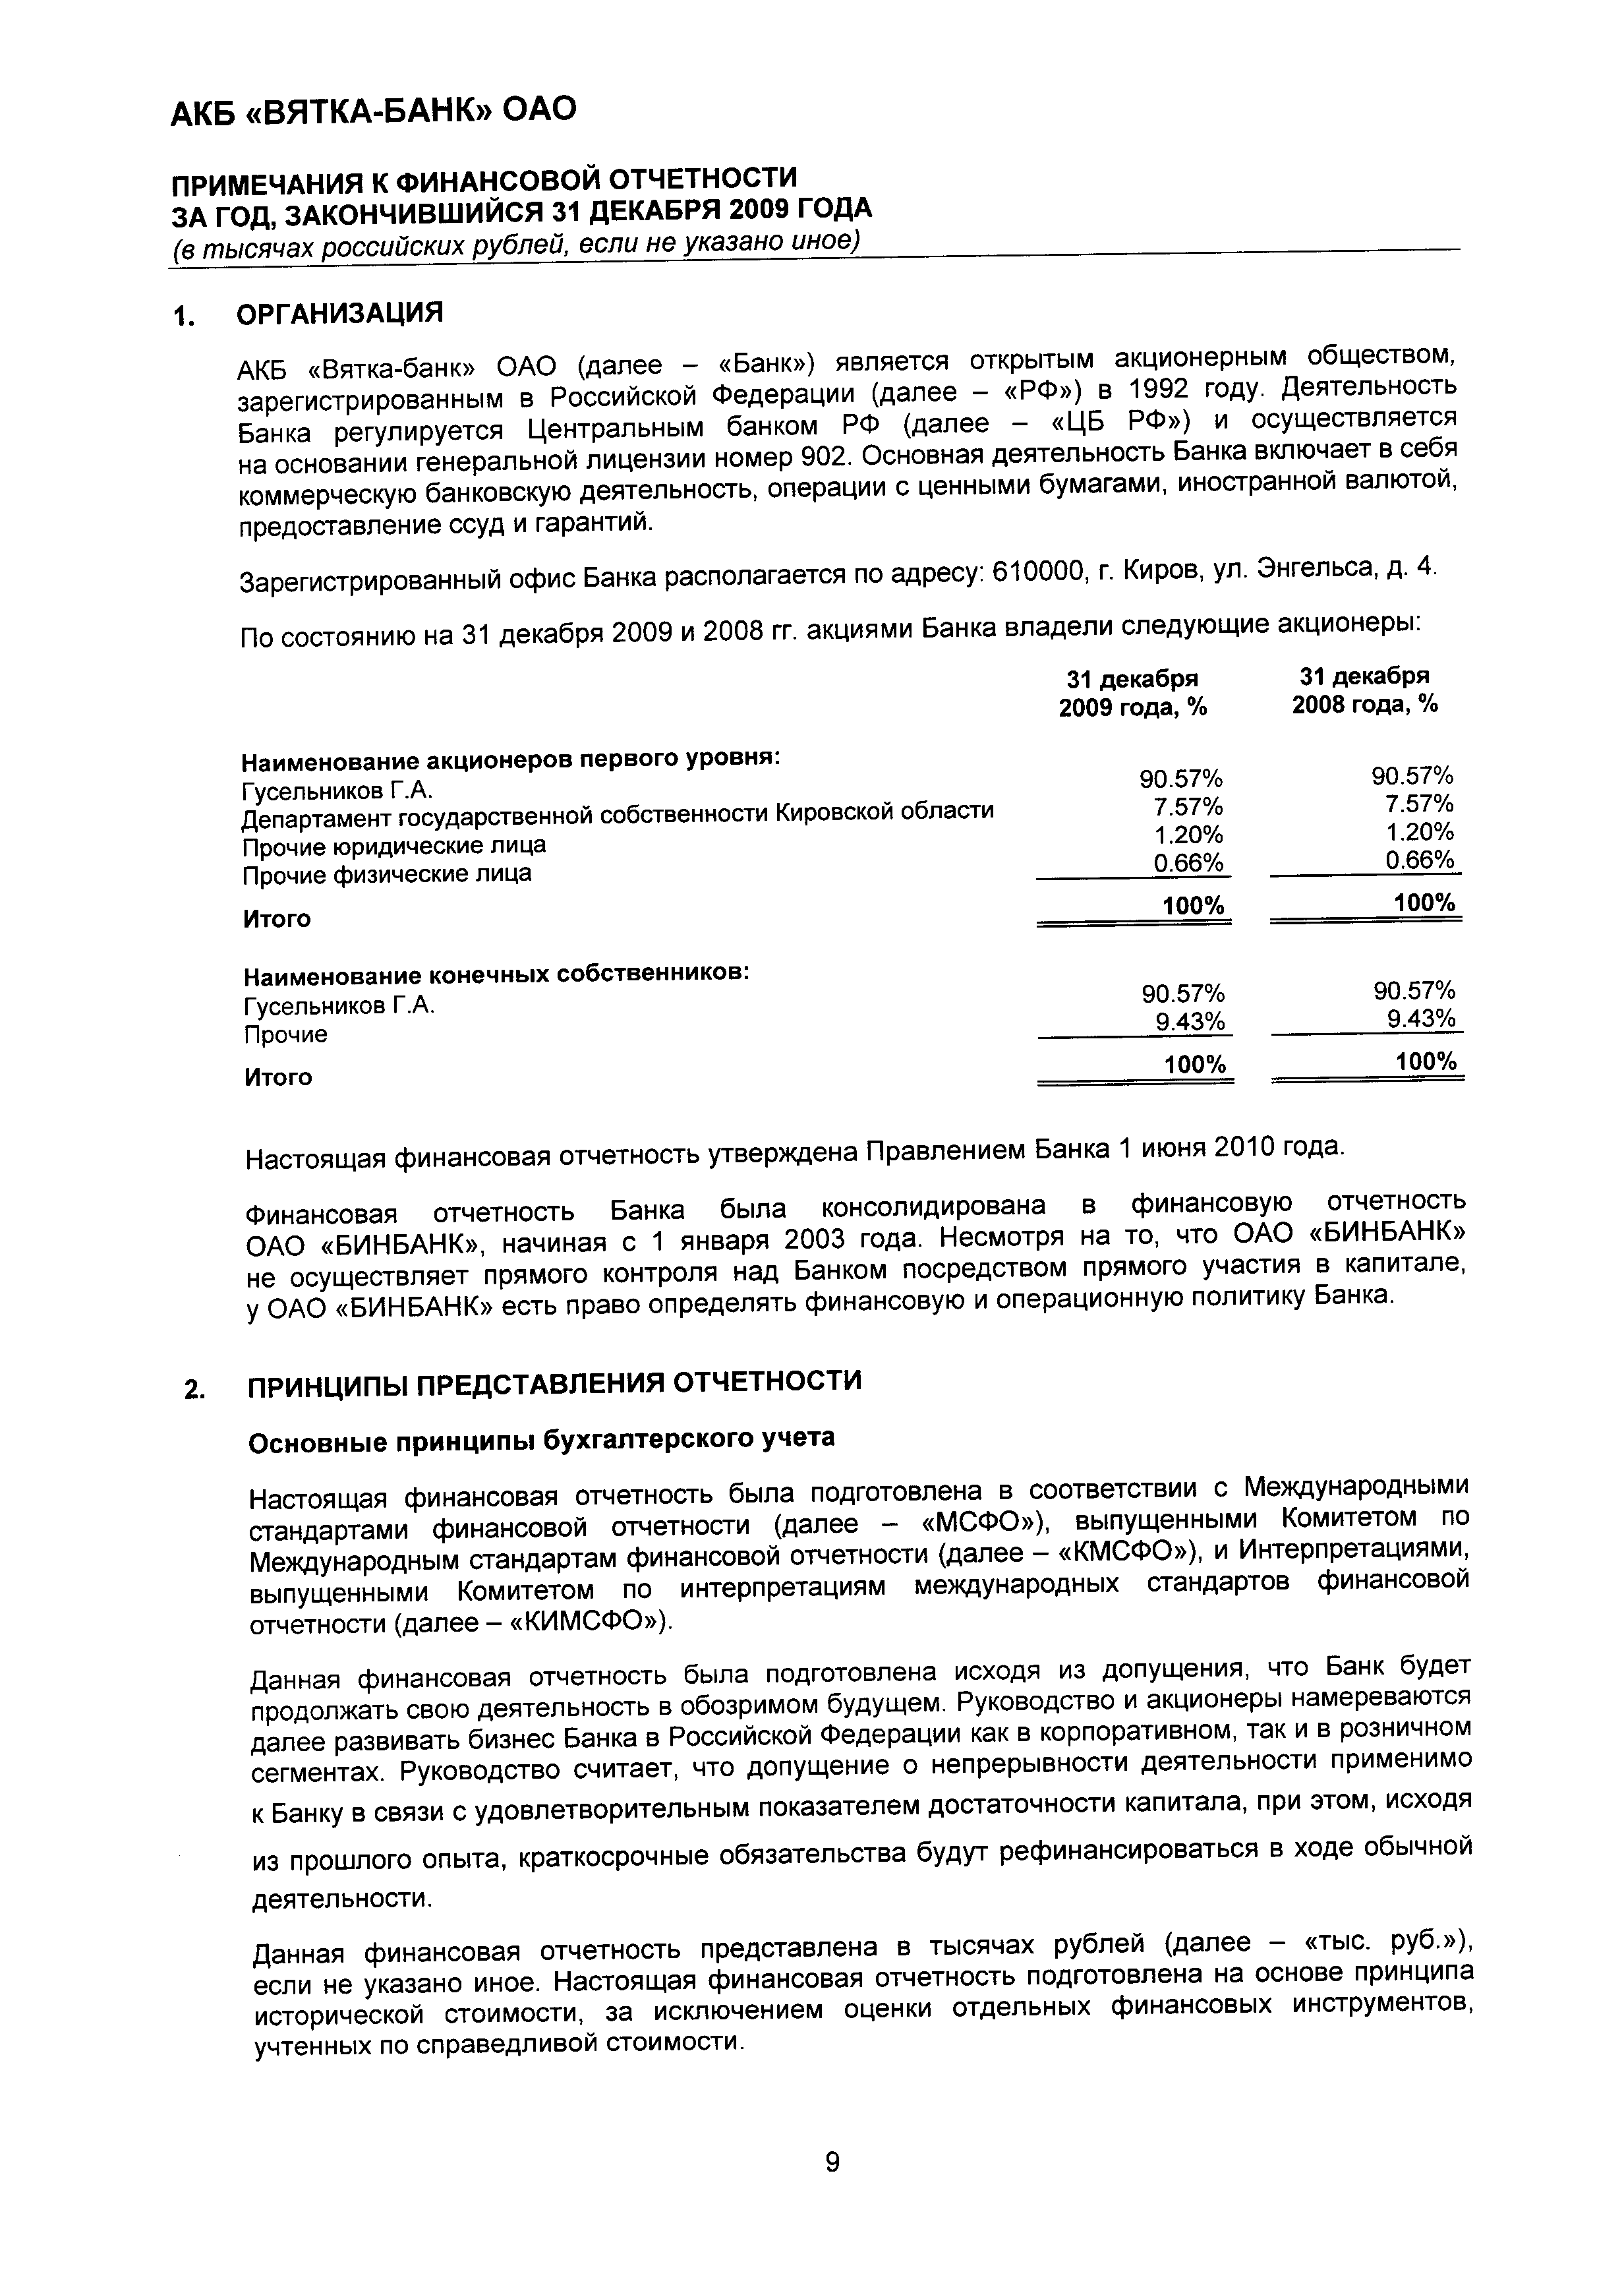 АКБ «ВЯТКА-БАНК» ОАО
ПРИМЕЧАНИЯ К ФИНАНСОВОЙ ОТЧЕТНОСТИ
ЗА ГОД, ЗАКОНЧИВШИЙСЯ 31 ДЕКАБРЯ 2009 ГОДА
(в тысячах российских рублей, если не указано иное)
1. ОРГАНИЗАЦИЯ
АКБ «Вятка-банк» ОАО (далее – «Банк») является открытым акционерным обществом,
зарегистрированным в Российской Федерации (далее – «РФ») в 1992 году. Деятельность
Банка регулируется Центральным банком РФ (далее – «ЦБ РФ») и осуществляется
на основании генеральной лицензии номер 902. Основная деятельность Банка включает в себя
коммерческую банковскую деятельность, операции с ценными бумагами, иностранной валютой,
предоставление ссуд и гарантий.
Зарегистрированный офис Банка располагается по адресу: 610000, г. Киров, ул. Энгельса, д. 4.
По состоянию на 31 декабря 2009 и 2008 гг. акциями Банка владели следующие акционеры:
31 декабря 31 декабря
2009 года, % 2008 года, %
Наименование акционеров первого уровня:
Гусельников Г.А. 90.57% 90.57%
Департамент государственной собственности Кировской области 7.57% 7.57%
Прочие юридические лица 1.20% 1.20%
Прочие физические лица 0.66% 0.66%
Итого 100% 100%
Наименование конечных собственников:
Гусельников Г.А. 90.57% 90.57%
Прочие 9.43% 9.43%
Итого 100% 100%
Настоящая финансовая отчетность утверждена Правлением Банка 1 июня 2010 года.
Финансовая отчетность Банка была консолидирована в финансовую отчетность
ОАО «БИНБАНК», начиная с 1 января 2003 года. Несмотря на то, что ОАО «БИНБАНК»
не осуществляет прямого контроля над Банком посредством прямого участия в капитале,
у ОАО «БИНБАНК» есть право определять финансовую и операционную политику Банка.
2. ПРИНЦИПЫ ПРЕДСТАВЛЕНИЯ ОТЧЕТНОСТИ
Основные принципы бухгалтерского учета
Настоящая финансовая отчетность была подготовлена в соответствии с Международными
стандартами финансовой отчетности (далее – «МСФО»), выпущенными Комитетом по
Международным стандартам финансовой отчетности (далее – «КМСФО»), и Интерпретациями,
выпущенными Комитетом по интерпретациям международных стандартов финансовой
отчетности (далее – «КИМСФО»).
Данная финансовая отчетность была подготовлена исходя из допущения, что Банк будет
продолжать свою деятельность в обозримом будущем. Руководство и акционеры намереваются
далее развивать бизнес Банка в Российской Федерации как в корпоративном, так и в розничном
сегментах. Руководство считает, что допущение о непрерывности деятельности применимо
к Банку в связи с удовлетворительным показателем достаточности капитала, при этом, исходя
из прошлого опыта, краткосрочные обязательства будут рефинансироваться в ходе обычной
деятельности.
Данная финансовая отчетность представлена в тысячах рублей (далее – «тыс. руб.»),
если не указано иное. Настоящая финансовая отчетность подготовлена на основе принципа
исторической стоимости, за исключением оценки отдельных финансовых инструментов,
учтенных по справедливой стоимости.
9